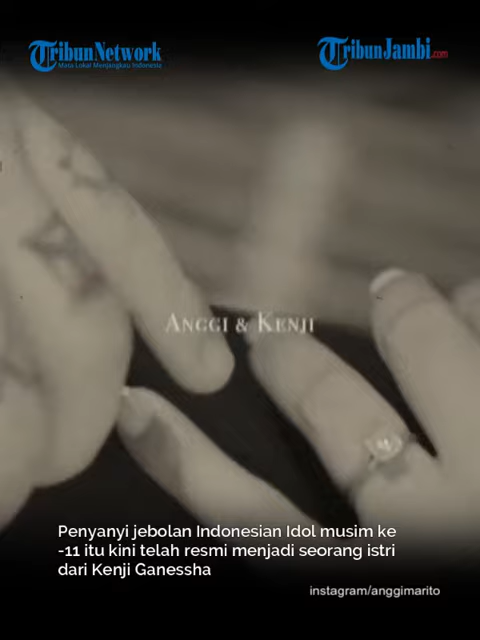 TribunNetwork
Mata Lokal Menjangkau Indonesia
TribunJambi.com
ANGGI & KENJI
Penyanyi jebolan Indonesian Idol musim ke
-11 itu kini telah resmi menjadi seorang istri
dari Kenji Ganessha
instagram/anggimarito